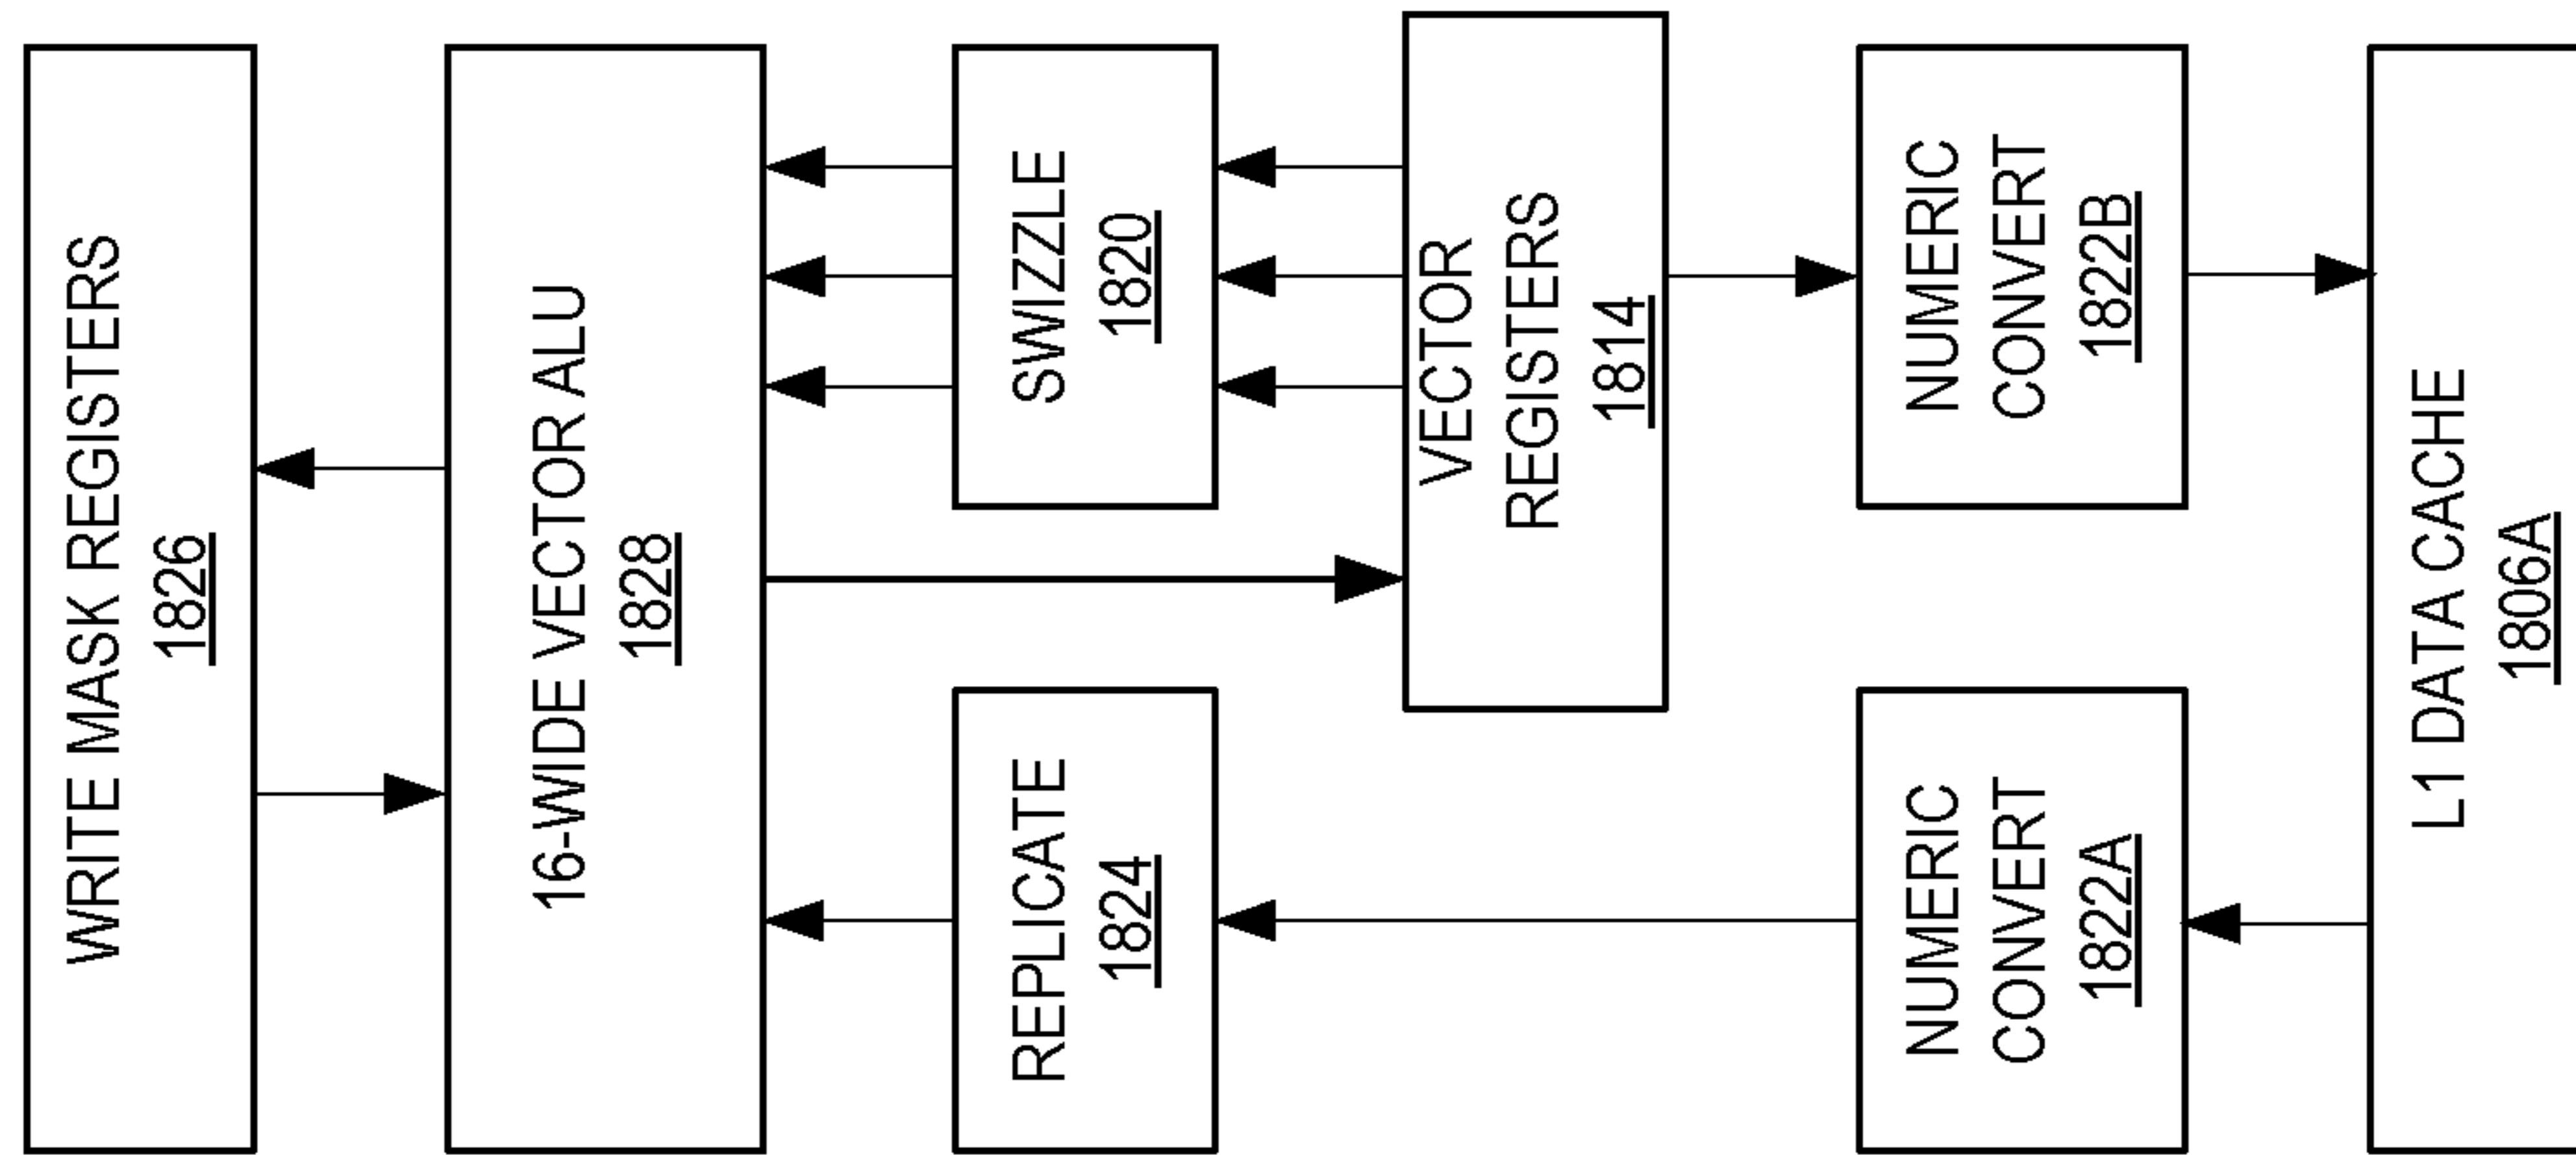 WRITE MASK REGISTERS
1826
16-WIDE VECTOR ALU
1828
REPLICATE
1824
SWIZZLE
1820
VECTOR
REGISTERS
1814
NUMERIC
CONVERT
1822A
NUMERIC
CONVERT
1822B
L1 DATA CACHE
1806A